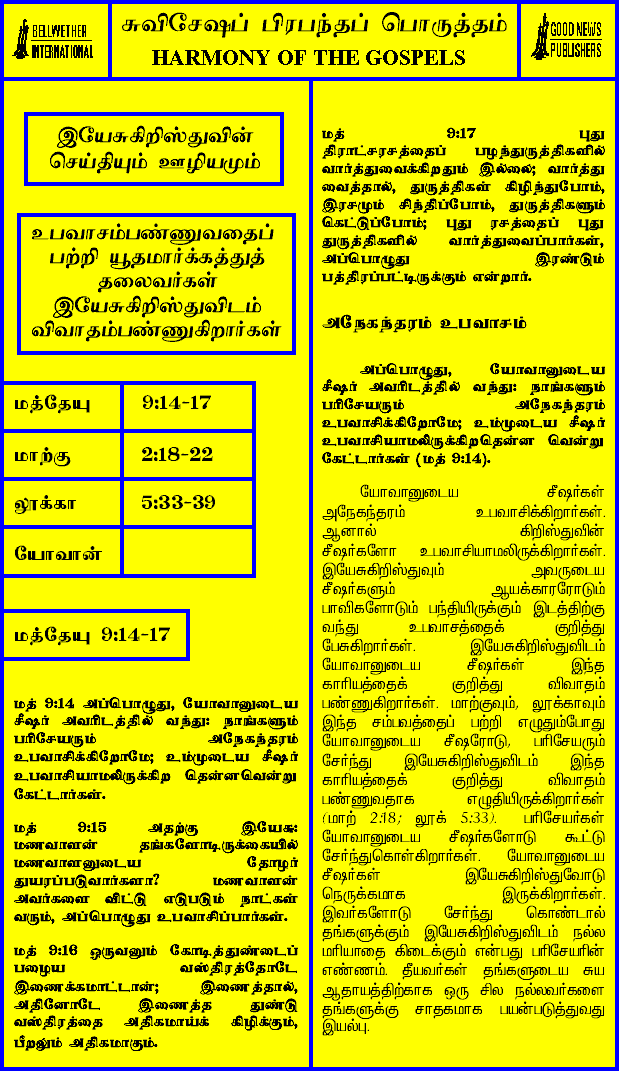 BELLWETHER
INTERNATIONAL
சுவிசேஷப் பிரபந்தப் பொருத்தம்
HARMONY OF THE GOSPELS
GOOD NEWS
PUBLISHERS
இயேசுகிறிஸ்துவின்
செய்தியும் ஊழியமும்
உபவாசம்பண்ணுவதைப்
பற்றி யூதமார்க்கத்துத்
தலைவர்கள்
இயேசுகிறிஸ்துவிடம்
விவாதம்பண்ணுகிறார்கள்
மத்தேயு 9:14-17
மாற்கு 2:18-22
லூக்கா 5:33-39
யோவான்
மத்தேயு 9:14-17
மத் 9:14 அப்பொழுது, யோவானுடைய
சீஷர் அவரிடத்தில் வந்து: நாங்களும்
பரிசேயரும் அநேகந்தரம்
உபவாசிக்கிறோமே; உம்முடைய சீஷர்
உபவாசியாமலிருக்கிற தென்னவென்று
கேட்டார்கள்.
மத் 9:15 அதற்கு இயேசு:
மணவாளன் தங்களோடிருக்கையில்
மணவாளனுடைய தோழர்
துயரப்படுவார்களா? மணவாளன்
அவர்களை விட்டு எடுபடும் நாட்கள்
வரும், அப்பொழுது உபவாசிப்பார்கள்.
மத் 9:16 ஒருவனும் கோடித்துண்டைப்
பழைய வஸ்திரத்தோடே
இணைக்கமாட்டான்; இணைத்தால்,
அதினோடே இணைத்த துண்டு
வஸ்திரத்தை அதிகமாய்க் கிழிக்கும்,
பீறலும் அதிகமாகும்.
மத் 9:17 புது
திராட்சரசத்தைப் பழந்துருத்திகளில்
வார்த்துவைக்கிறதும் இல்லை; வார்த்து
வைத்தால், துருத்திகள் கிழிந்துபோம்,
இரசமும் சிந்திப்போம், துருத்திகளும்
கெட்டுப்போம்; புது ரசத்தைப் புது
துருத்திகளில் வார்த்துவைப்பார்கள்,
அப்பொழுது இரண்டும்
பத்திரப்பட்டிருக்கும் என்றார்.
அநேகந்தரம் உபவாசம்
அப்பொழுது, யோவானுடைய
சீஷர் அவரிடத்தில் வந்து: நாங்களும்
பரிசேயரும் அநேகந்தரம்
உபவாசிக்கிறோமே; உம்முடைய சீஷர்
உபவாசியாமலிருக்கிறதென்ன வென்று
கேட்டார்கள் (மத் 9:14).
யோவானுடைய சீஷர்கள்
அநேகந்தரம் உபவாசிக்கிறார்கள்.
ஆனால் கிறிஸ்துவின்
சீஷர்களோ உபவாசியாமலிருக்கிறார்கள்.
இயேசுகிறிஸ்துவும் அவருடைய
சீஷர்களும் ஆயக்காரரோடும்
பாவிகளோடும் பந்தியிருக்கும் இடத்திற்கு
வந்து உபவாசத்தைக் குறித்து
பேசுகிறார்கள். இயேசுகிறிஸ்துவிடம்
யோவானுடைய சீஷர்கள் இந்த
காரியத்தைக் குறித்து விவாதம்
பண்ணுகிறார்கள். மாற்குவும், லூக்காவும்
இந்த சம்பவத்தைப் பற்றி எழுதும்போது
யோவானுடைய சீஷரோடு, பரிசேயரும்
சேர்ந்து இயேசுகிறிஸ்துவிடம் இந்த
காரியத்தைக் குறித்து விவாதம்
பண்ணுவதாக எழுதியிருக்கிறார்கள்
(மாற் 2:18; லூக் 5:33). பரிசேயர்கள்
யோவானுடைய சீஷர்களோடு கூட்டு
சேர்ந்துகொள்கிறார்கள். யோவானுடைய
சீஷர்கள் இயேசுகிறிஸ்துவோடு
நெருக்கமாக இருக்கிறார்கள்.
இவர்களோடு சேர்ந்து கொண்டால்
தங்களுக்கும் இயேசுகிறிஸ்துவிடம் நல்ல
மரியாதை கிடைக்கும் என்பது பரிசேயரின்
எண்ணம். தீயவர்கள் தங்களுடைய சுய
ஆதாயத்திற்காக ஒரு சில நல்லவர்களை
தங்களுக்கு சாதகமாக பயன்படுத்துவது
இயல்பு.